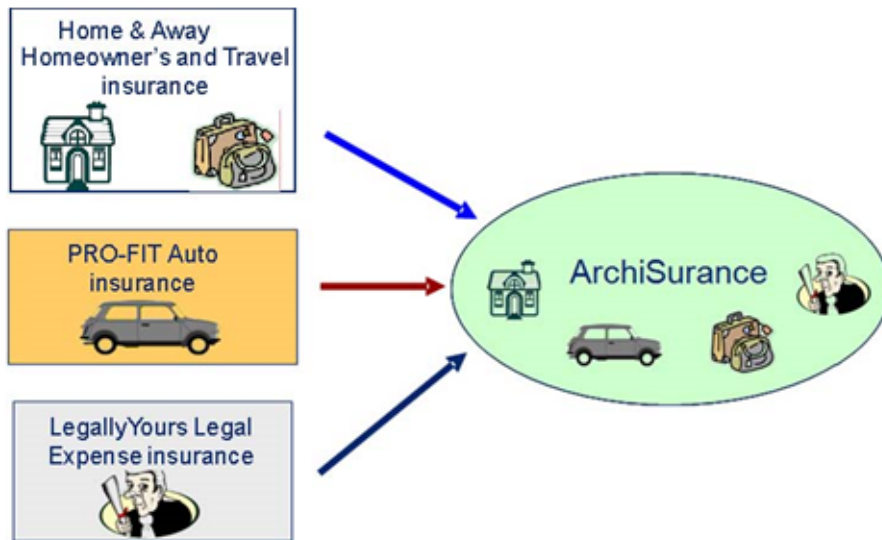 Home & Away
Homeowner's and Travel
insurance
PRO-FIT Auto
insurance
LegallyYours Legal
Expense insurance
ArchiSurance